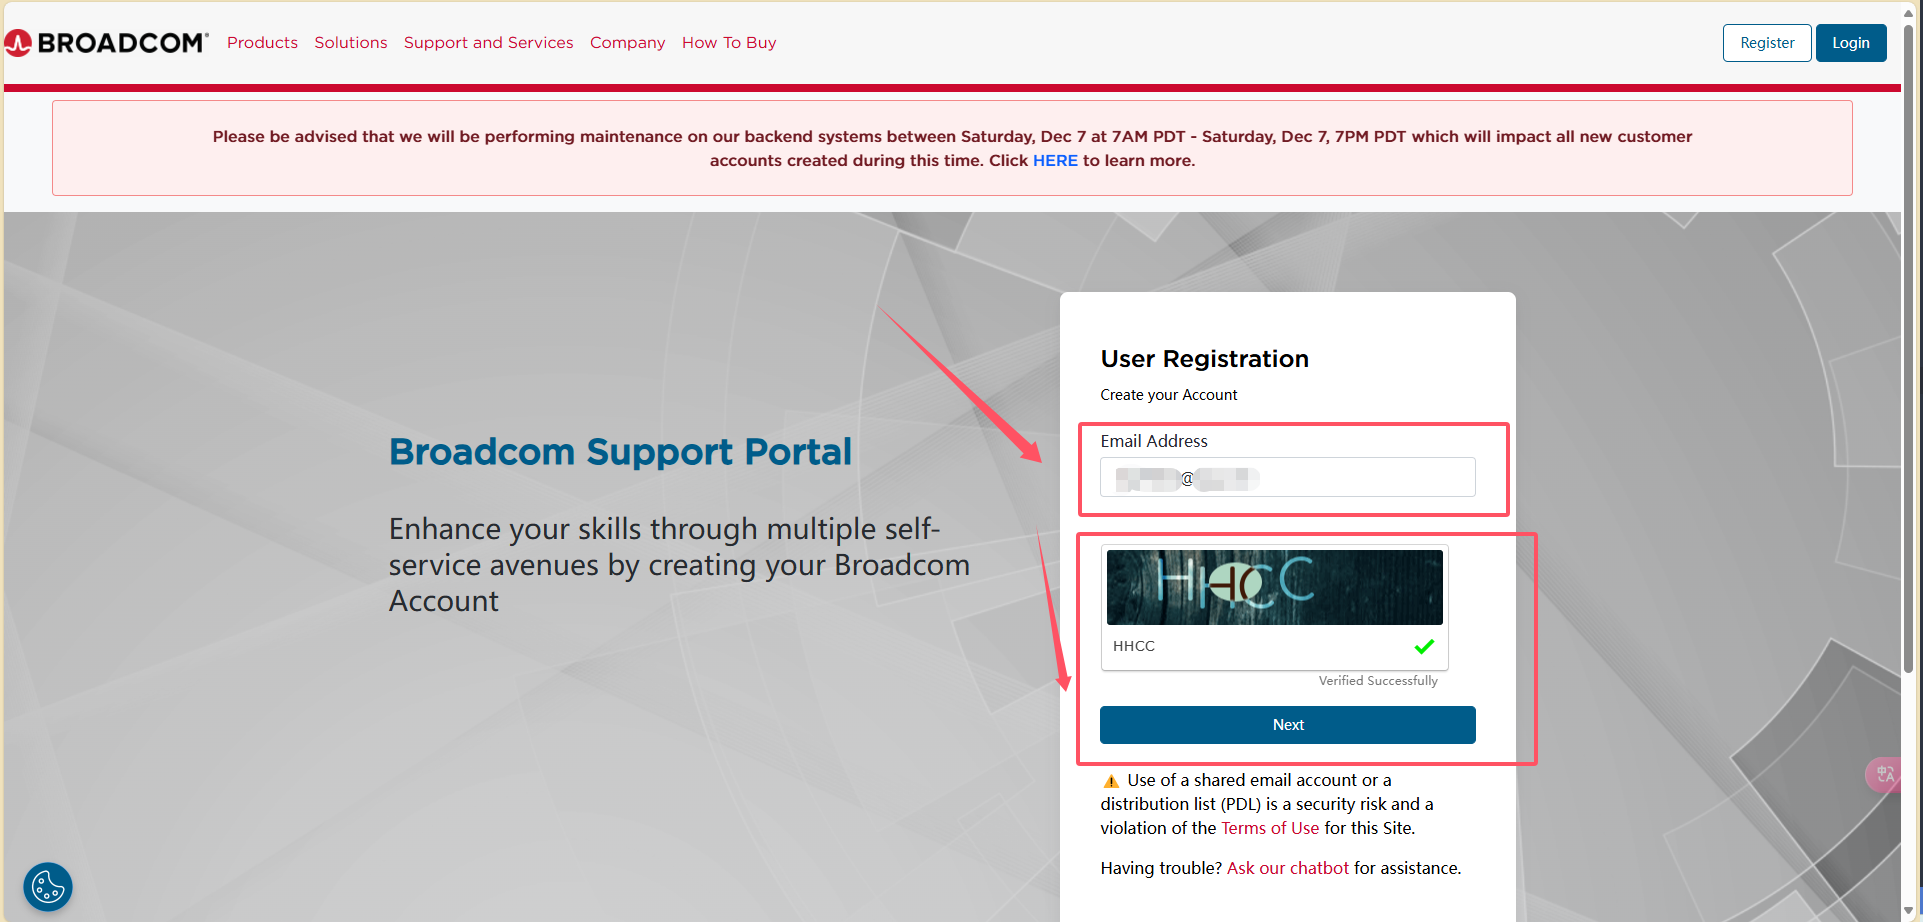 BROADCOM
Products Solutions Support and Services Company How To Buy
Register Login
Please be advised that we will be performing maintenance on our backend systems between Saturday, Dec 7 at 7AM PDT - Saturday, Dec 7, 7PM PDT which will impact all new customer
accounts created during this time. Click HERE to learn more.
Broadcom Support Portal
Enhance your skills through multiple self-
service avenues by creating your Broadcom
Account
User Registration
Create your Account
Email Address
@
HHCC
HHCC
Verified Successfully
Next
⚠ Use of a shared email account or a
distribution list (PDL) is a security risk and a
violation of the Terms of Use for this Site.
Having trouble? Ask our chatbot for assistance.
中A